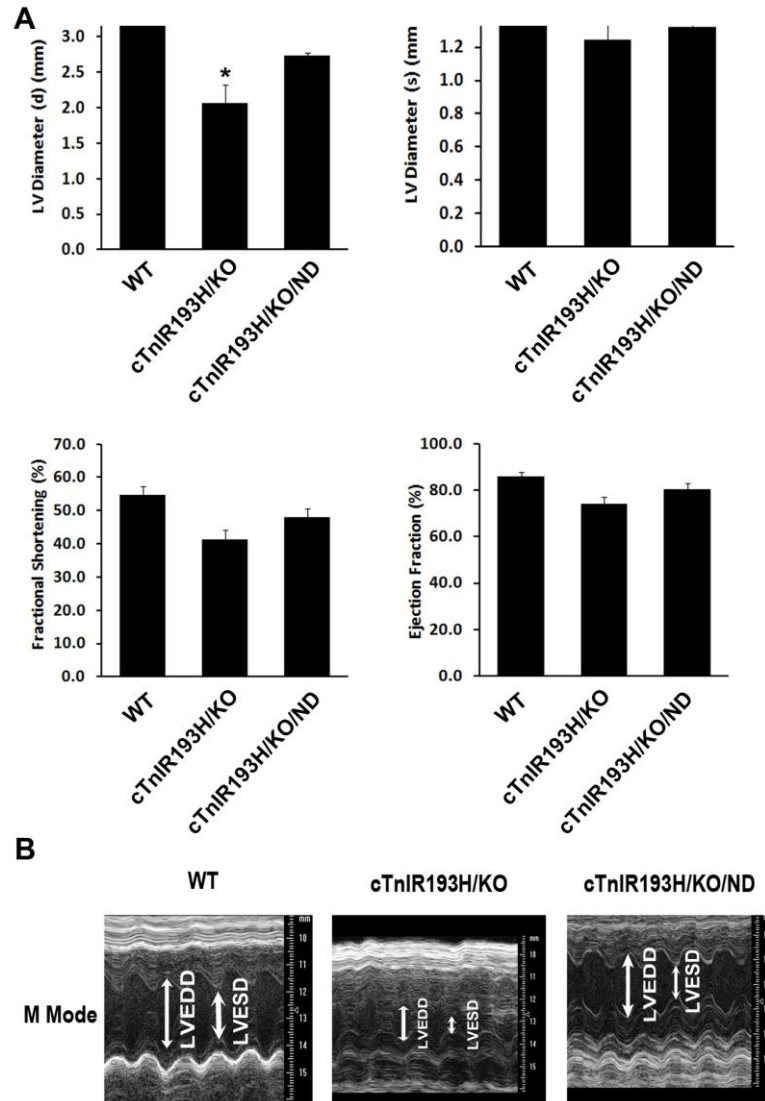 A
LV Diameter (d) (mm)
3.0
2.5
2.0
1.5
1.0
0.5
0.0
*
WT
cTnIR193H/KO
cTnIR193H/KO/ND
LV Diameter (s) (mm
1.2
1.0
0.8
0.6
0.4
0.2
0.0
WT
cTnIR193H/KO
cTnIR193H/KO/ND
Fractional Shortening (%)
70.0
60.0
50.0
40.0
30.0
20.0
10.0
0.0
WT
cTnIR193H/KO
cTnIR193H/KO/ND
Ejection Fraction (%)
100.0
80.0
60.0
40.0
20.0
0.0
WT
cTnIR193H/KO
cTnIR193H/KO/ND
B
WT
cTnIR193H/KO
cTnIR193H/KO/ND
M Mode
LVEDD
LVESD
mm
10
11
12
13
14
15
LVEDD
LVESD
mm
10
11
12
13
14
15
LVEDD
LVESD